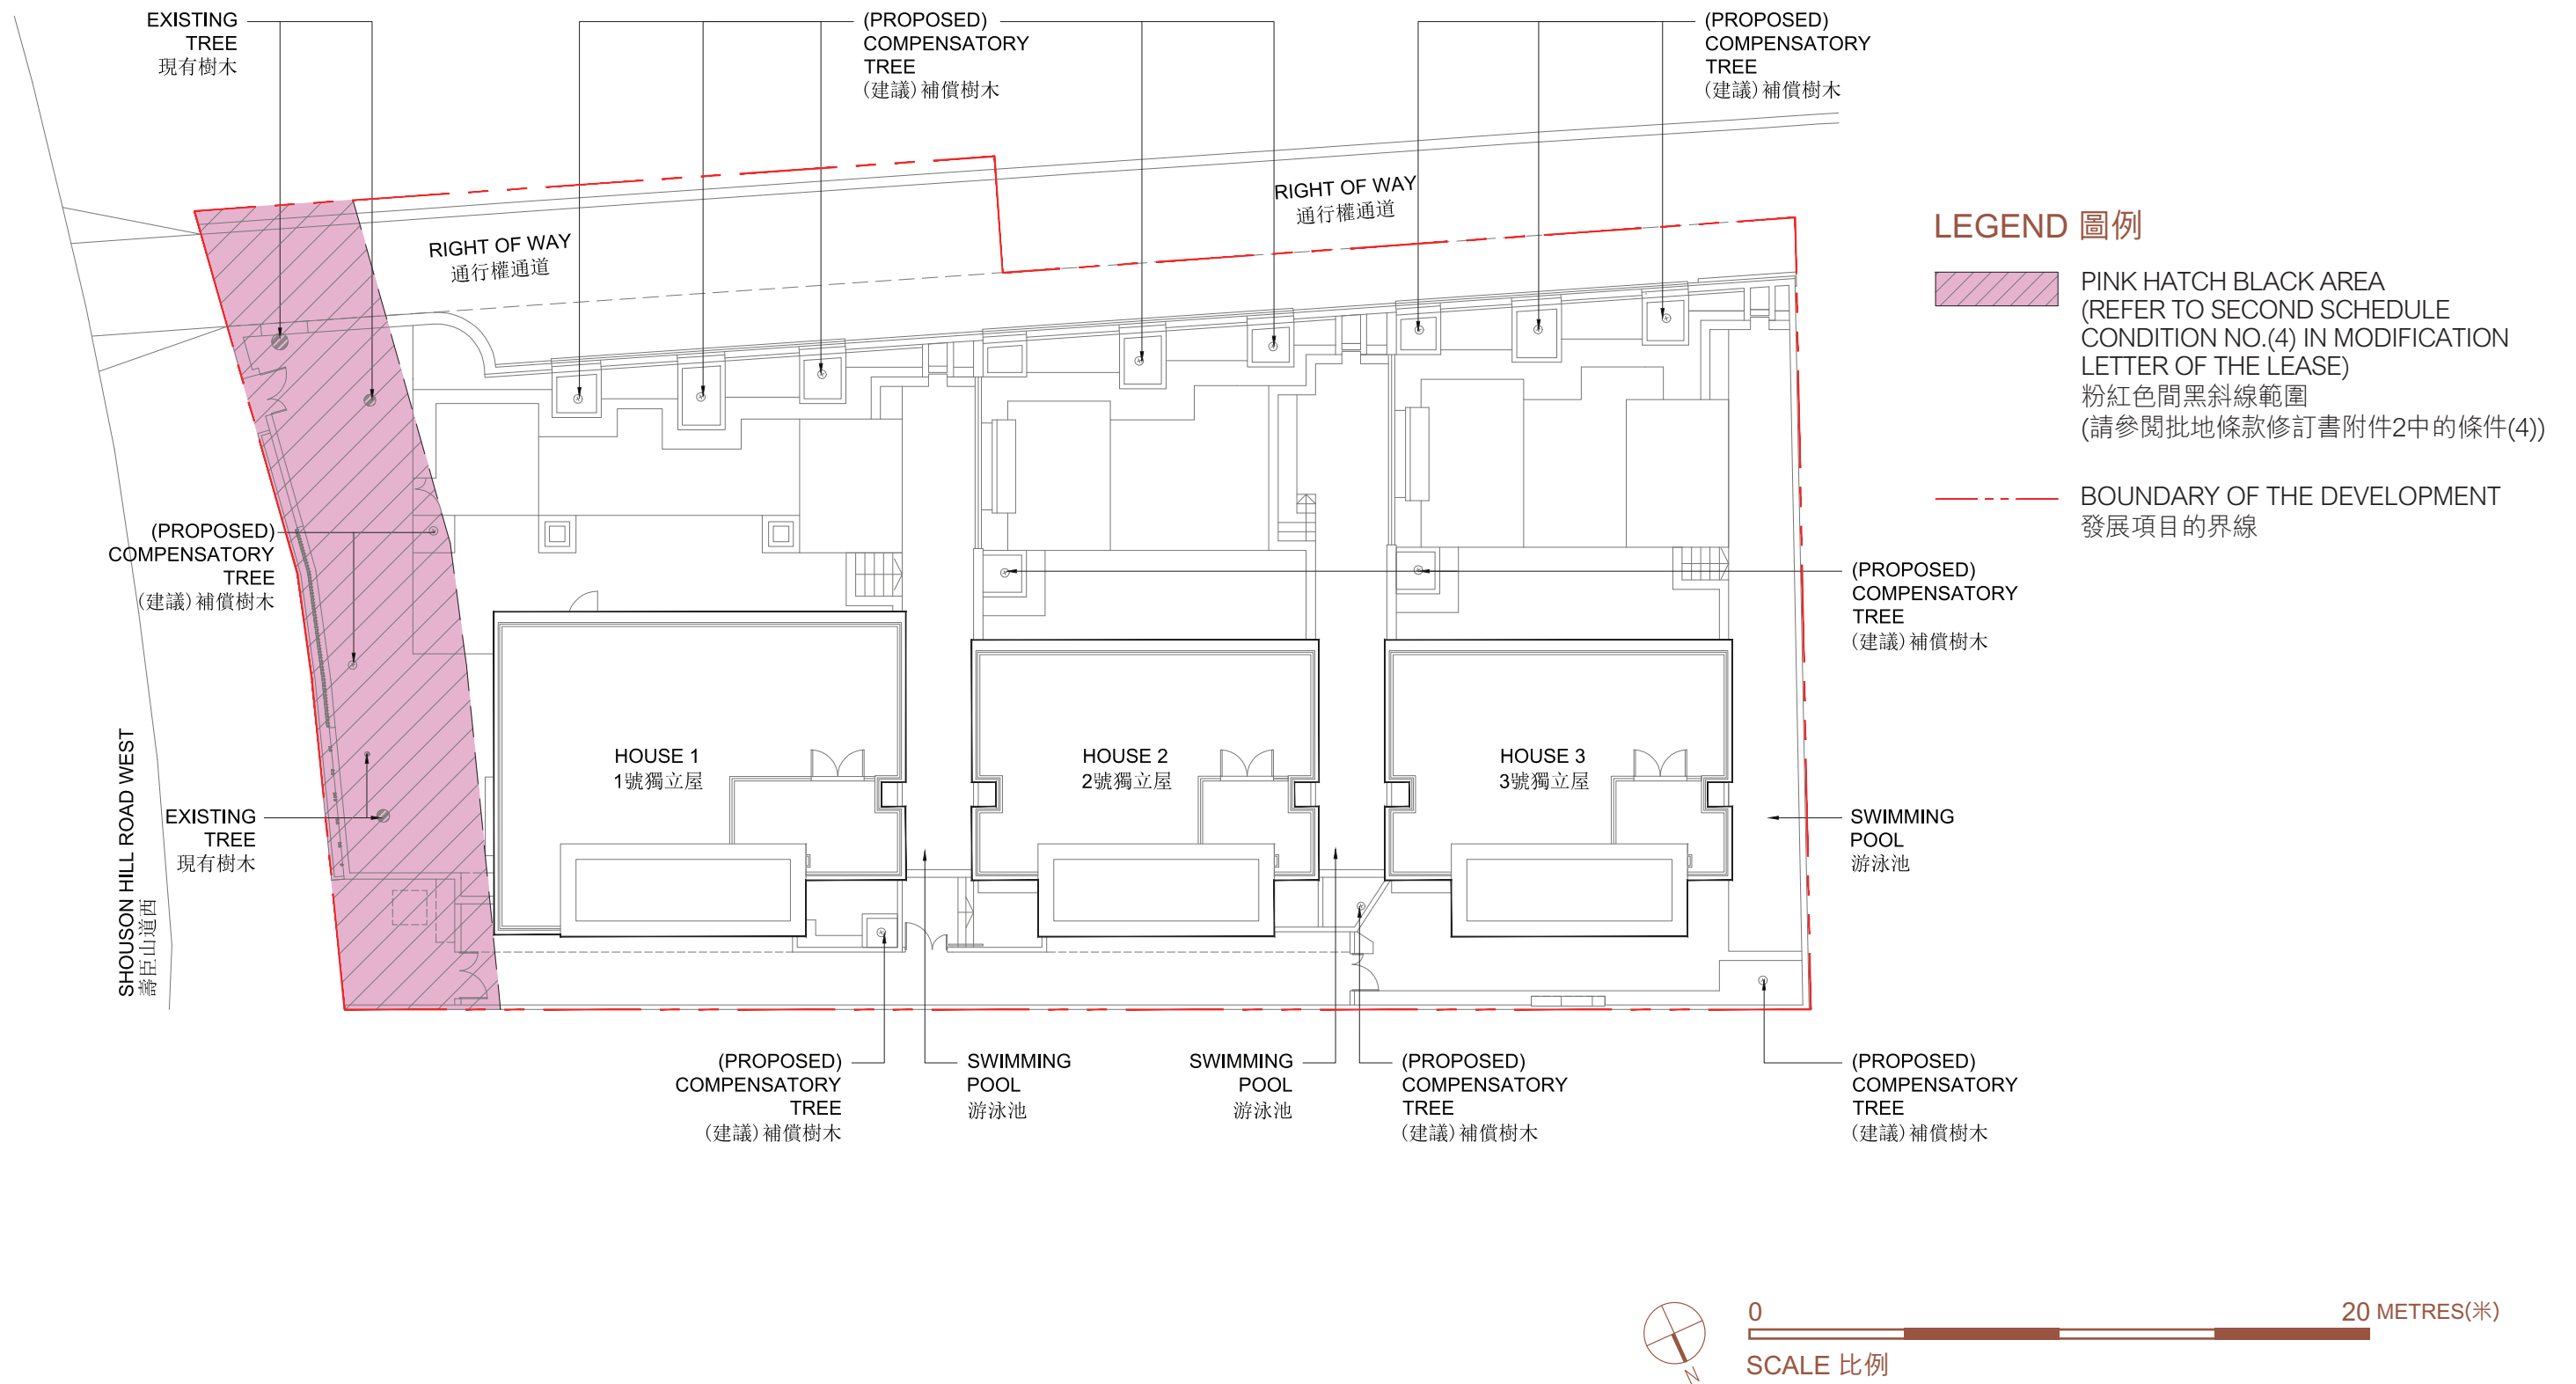 EXISTING
TREE
現有樹木
(PROPOSED)
COMPENSATORY
TREE
(建議)補償樹木
(PROPOSED)
COMPENSATORY
TREE
(建議)補償樹木
RIGHT OF WAY
通行權通道
RIGHT OF WAY
通行權通道
LEGEND 圖例
PINK HATCH BLACK AREA
(REFER TO SECOND SCHEDULE
CONDITION NO.(4) IN MODIFICATION
LETTER OF THE LEASE)
粉紅色間黑斜線範圍
(請參閱批地條款修訂書附件2中的條件(4))
BOUNDARY OF THE DEVELOPMENT
發展項目的界線
(PROPOSED)
COMPENSATORY
TREE
(建議)補償樹木
(PROPOSED)
COMPENSATORY
TREE
(建議)補償樹木
HOUSE 1
1號獨立屋
HOUSE 2
2號獨立屋
HOUSE 3
3號獨立屋
SHOUSON HILL ROAD WEST
壽臣山道西
EXISTING
TREE
現有樹木
SWIMMING
POOL
游泳池
(PROPOSED)
COMPENSATORY
TREE
(建議)補償樹木
SWIMMING
POOL
游泳池
SWIMMING
POOL
游泳池
(PROPOSED)
COMPENSATORY
TREE
(建議)補償樹木
(PROPOSED)
COMPENSATORY
TREE
(建議)補償樹木
N
0
20 METRES(米)
SCALE 比例